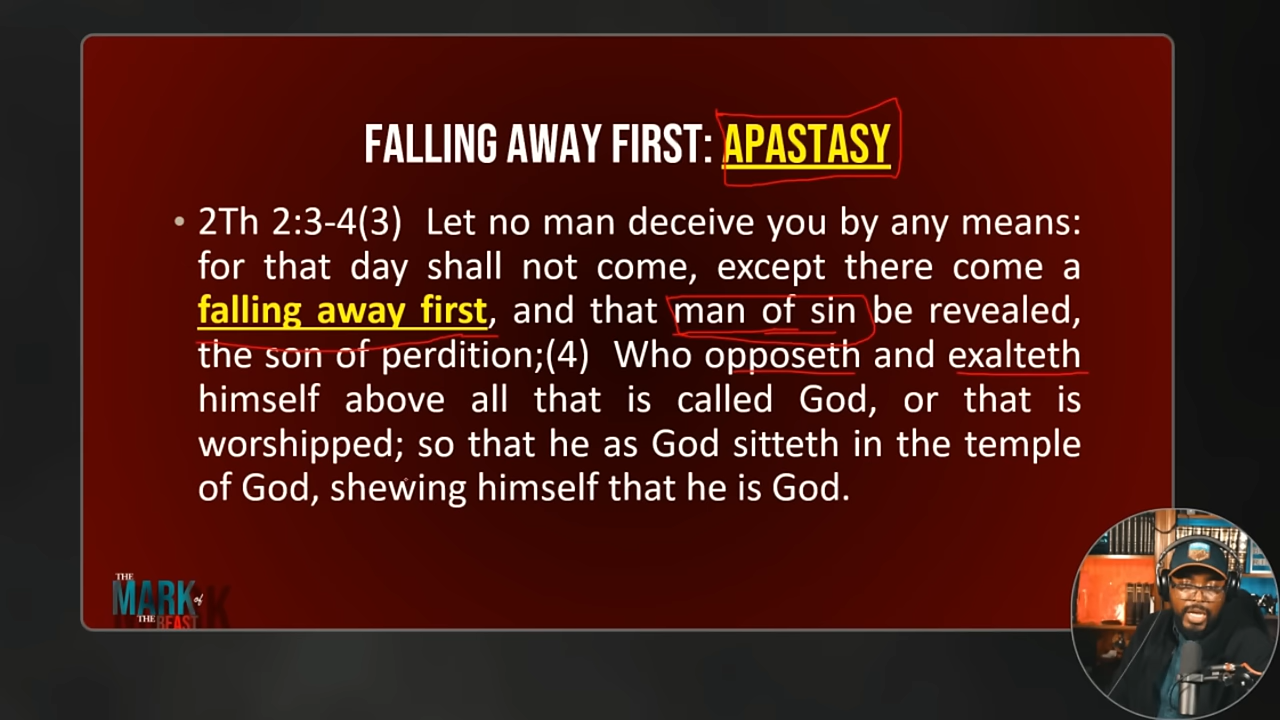 FALLING AWAY FIRST: APASTASY
• 2Th 2:3-4(3) Let no man deceive you by any means:
for that day shall not come, except there come a
falling away first, and that man of sin be revealed,
the son of perdition;(4) Who opposeth and exalteth
himself above all that is called God, or that is
worshipped; so that he as God sitteth in the temple
of God, shewing himself that he is God.
THE
MARK of
THE BEAST